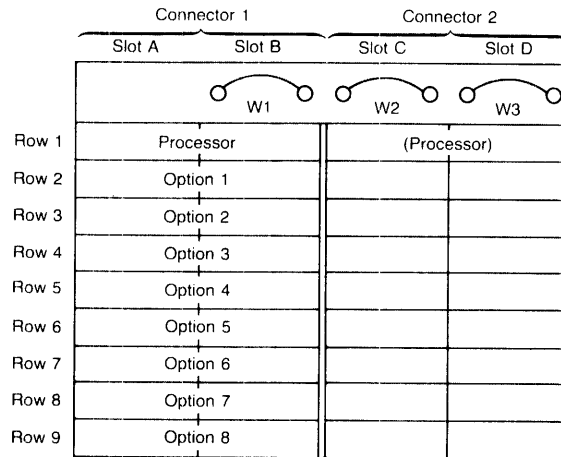 Connector 1 Connector 2
Slot A Slot B Slot C Slot D
W1 W2 W3
Row 1 Processor (Processor)
Row 2 Option 1
Row 3 Option 2
Row 4 Option 3
Row 5 Option 4
Row 6 Option 5
Row 7 Option 6
Row 8 Option 7
Row 9 Option 8